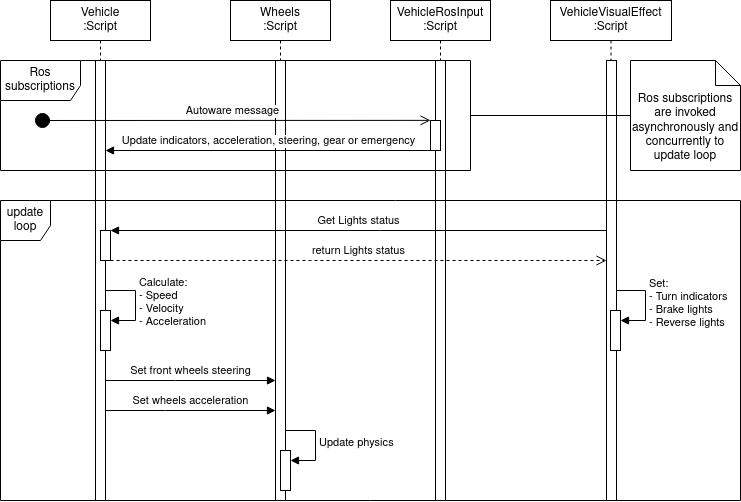 Vehicle
:Script
Wheels
:Script
VehicleRosInput
:Script
VehicleVisualEffect
:Script
Ros
subscriptions
Autoware message
Update indicators, acceleration, steering, gear or emergency
Ros subscriptions
are invoked
asynchronously and
concurrently to
update loop
update
loop
Get Lights status
return Lights status
Calculate:
- Speed
- Velocity
- Acceleration
Set:
- Turn indicators
- Brake lights
- Reverse lights
Set front wheels steering
Set wheels acceleration
Update physics